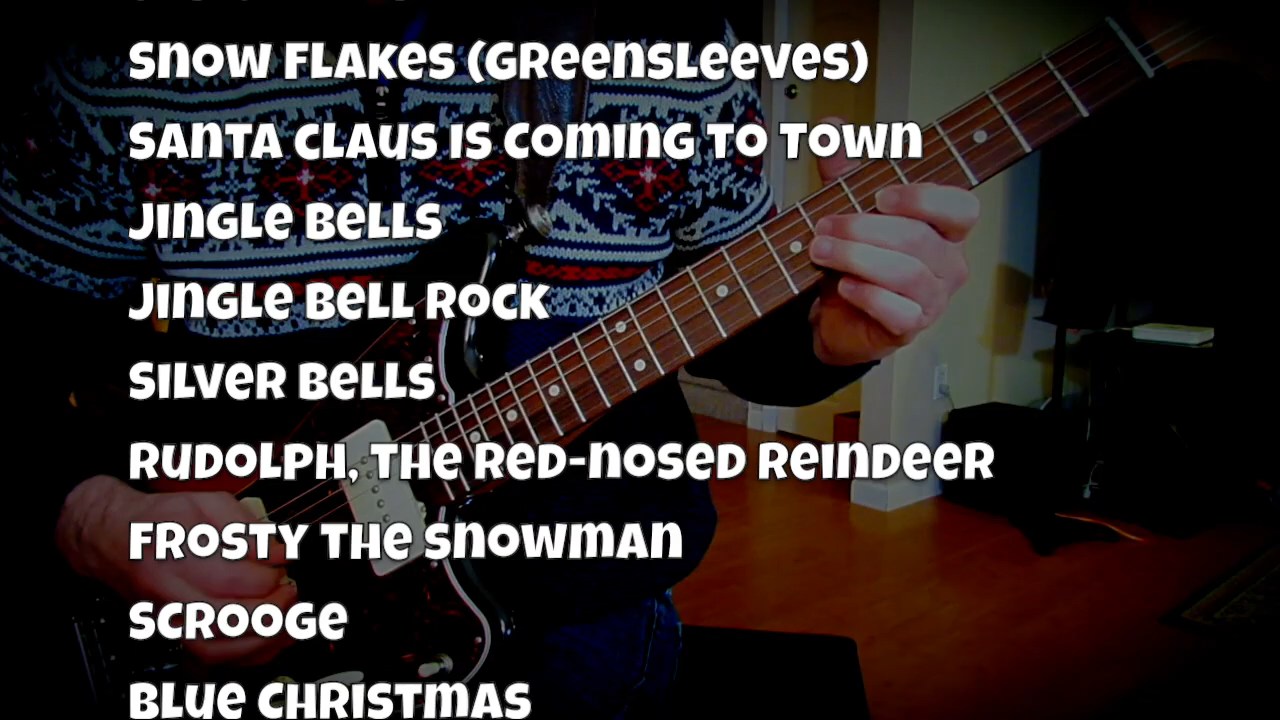 Snow Flakes (Greensleeves)
Santa Claus is Coming to Town
Jingle Bells
Jingle Bell Rock
Silver Bells
Rudolph, the Red-Nosed Reindeer
Frosty the Snowman
Scrooge
Blue Christmas